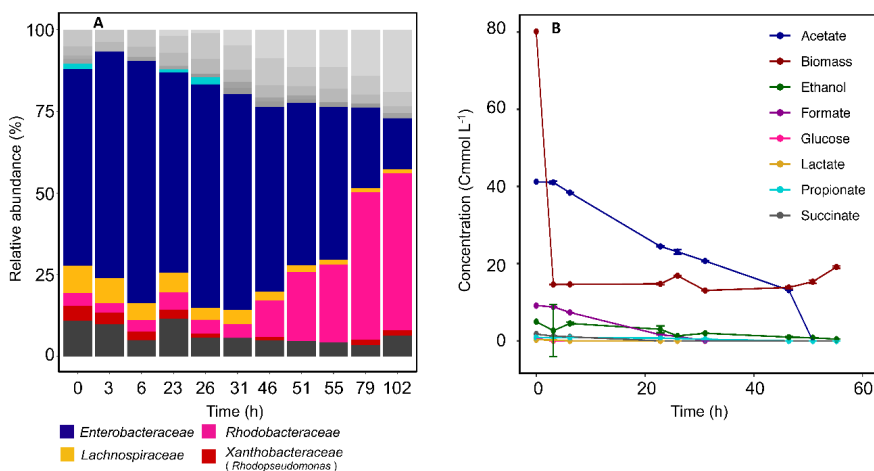 A
Relative abundance (%)
100
75
50
25
0
0 3 6 23 26 31 46 51 55 79 102
Time (h)
Enterobacteraceae
Rhodobacteraceae
Lachnospiraceae
Xanthobacteraceae
( Rhodopseudomonas )
B
Concentration (Cmmol L-1)
80
60
40
20
0
0 20 40 60
Time (h)
Acetate
Biomass
Ethanol
Formate
Glucose
Lactate
Propionate
Succinate